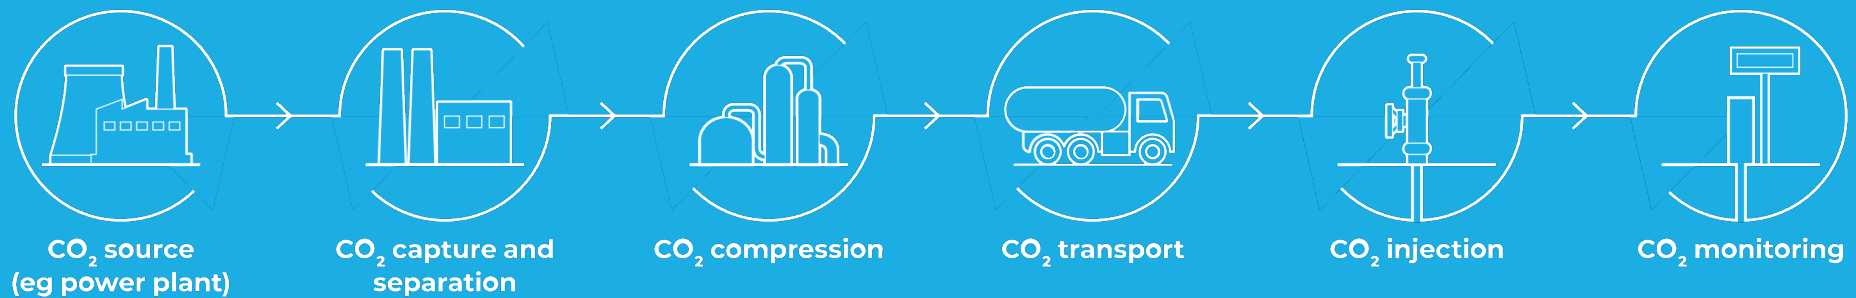 CO₂ source
(eg power plant)
CO₂ capture and
separation
CO₂ compression
CO₂ transport
CO₂ injection
CO₂ monitoring